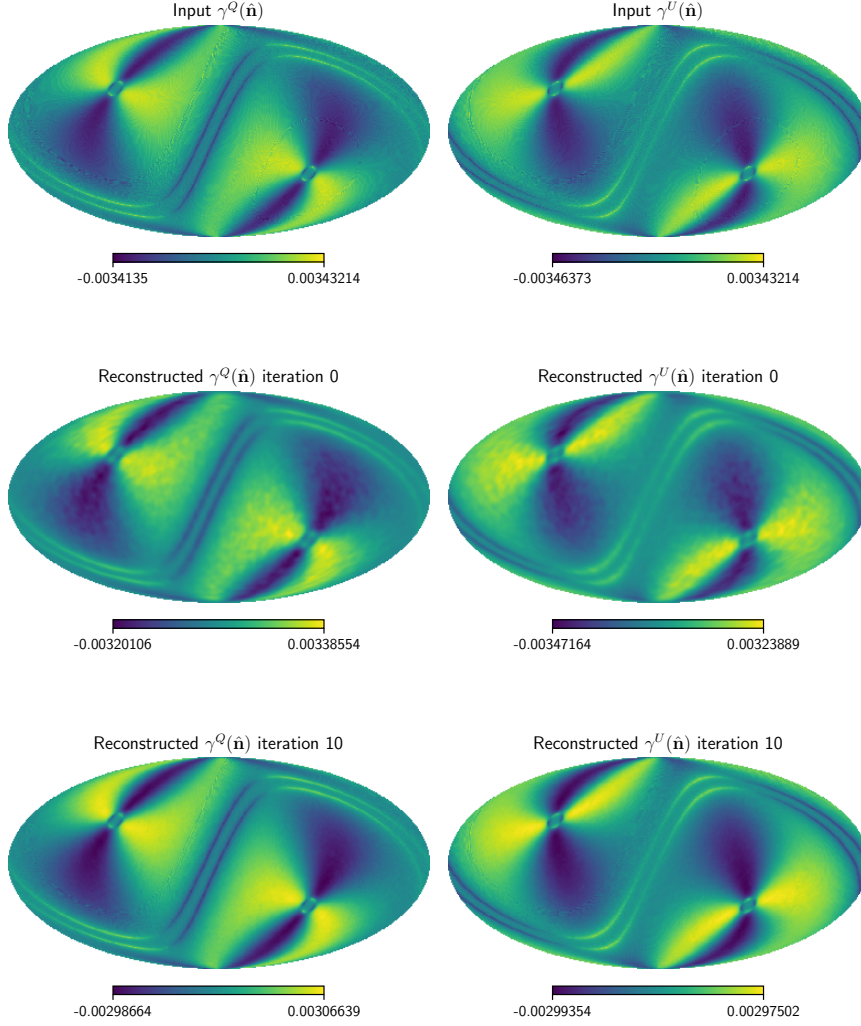 Input γ^Q(n̂)
Input γ^U(n̂)
-0.0034135 0.00343214
-0.00346373 0.00343214
Reconstructed γ^Q(n̂) iteration 0
Reconstructed γ^U(n̂) iteration 0
-0.00320106 0.00338554
-0.00347164 0.00323889
Reconstructed γ^Q(n̂) iteration 10
Reconstructed γ^U(n̂) iteration 10
-0.00298664 0.00306639
-0.00299354 0.00297502